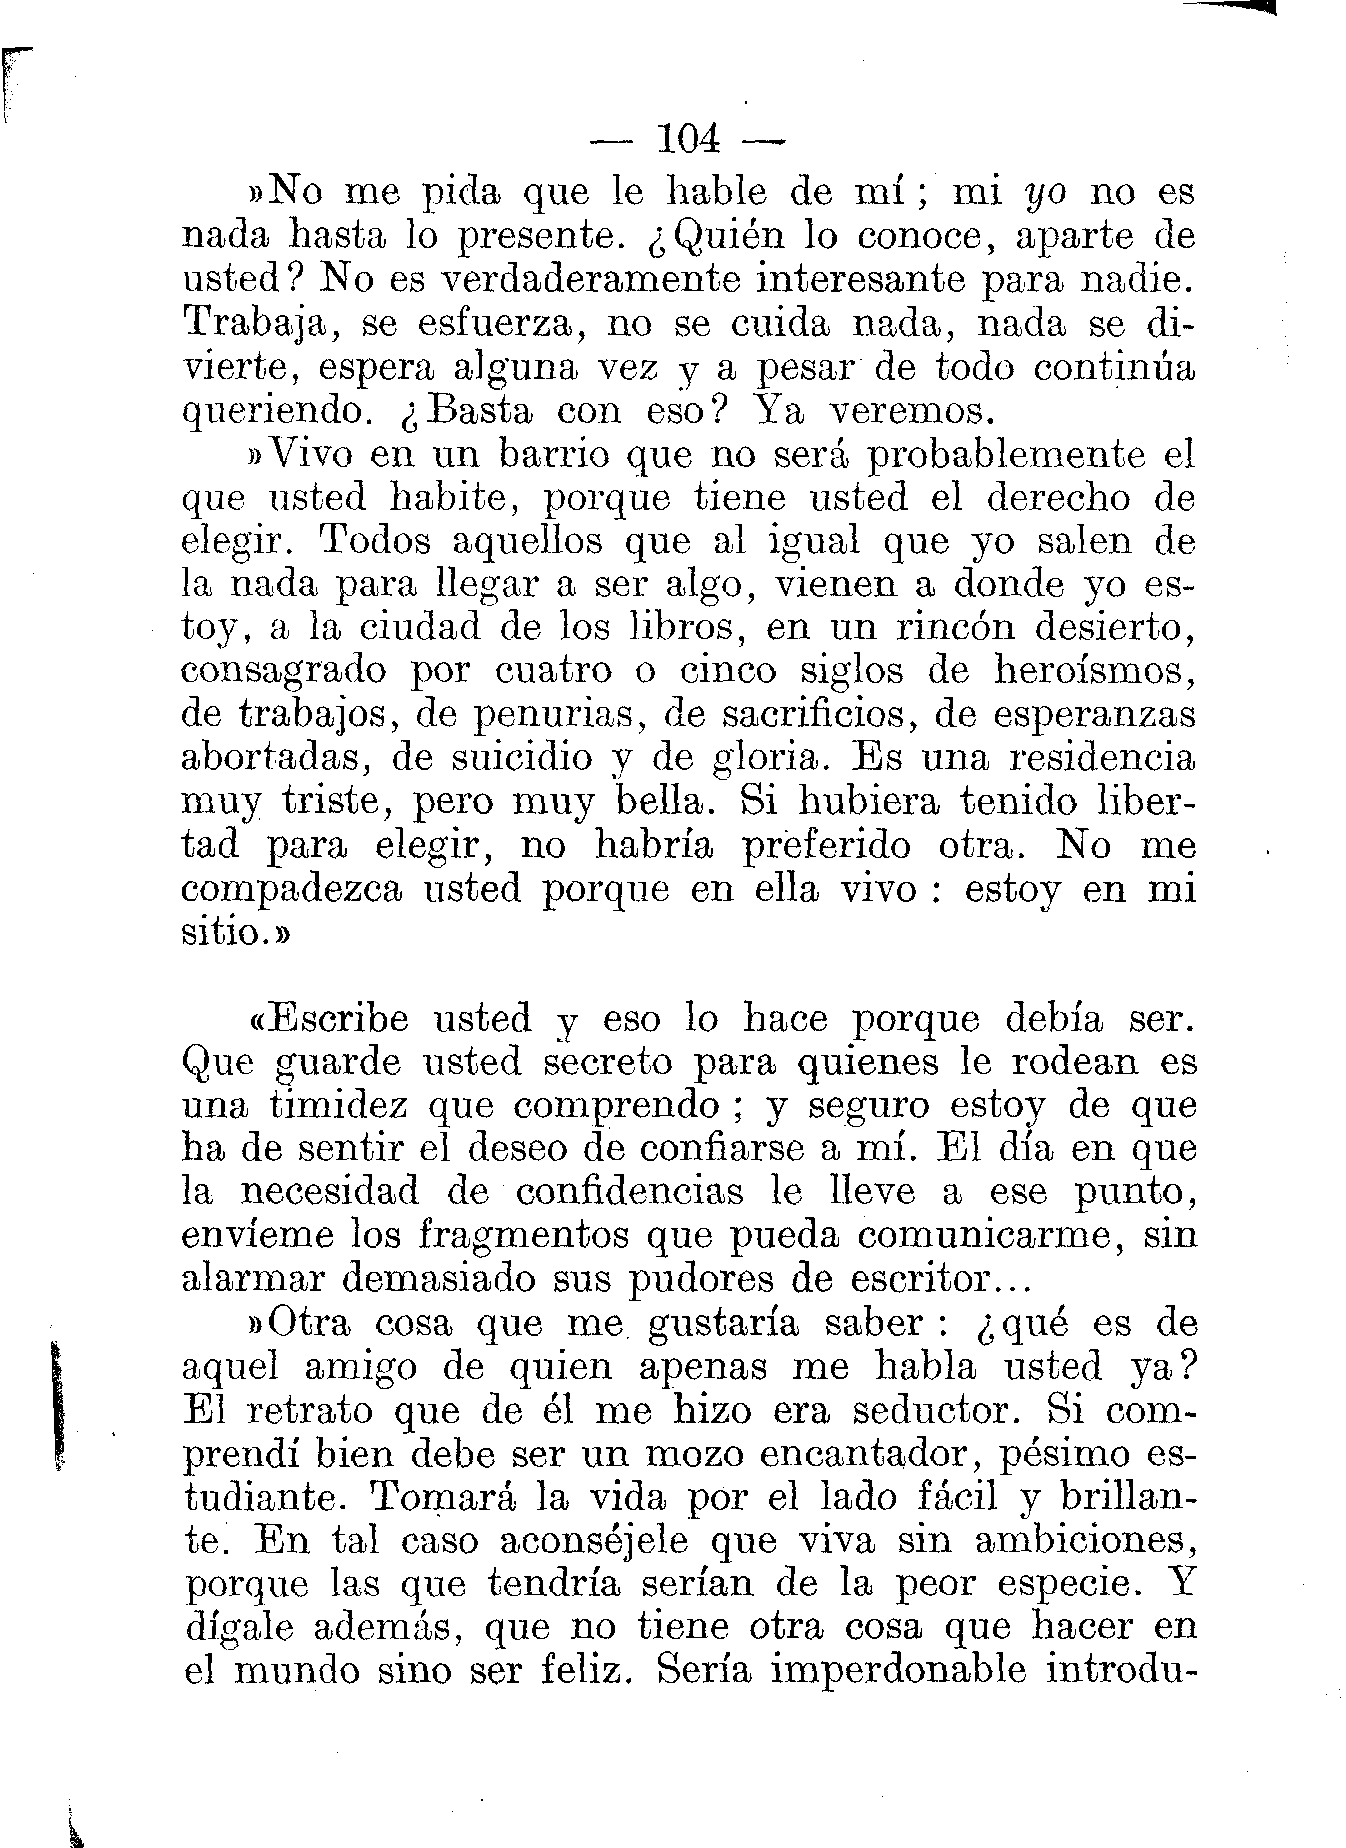 — 104 —
»No me pida que le hable de mí; mi yo no es
nada hasta lo presente. ¿Quién lo conoce, aparte de
usted? No es verdaderamente interesante para nadie.
Trabaja, se esfuerza, no se cuida nada, nada se di-
vierte, espera alguna vez y a pesar de todo continúa
queriendo. ¿Basta con eso? Ya veremos.
»Vivo en un barrio que no será probablemente el
que usted habite, porque tiene usted el derecho de
elegir. Todos aquellos que al igual que yo salen de
la nada para llegar a ser algo, vienen a donde yo es-
toy, a la ciudad de los libros, en un rincón desierto,
consagrado por cuatro o cinco siglos de heroísmos,
de trabajos, de penurias, de sacrificios, de esperanzas
abortadas, de suicidio y de gloria. Es una residencia
muy triste, pero muy bella. Si hubiera tenido liber-
tad para elegir, no habría preferido otra. No me
compadezca usted porque en ella vivo: estoy en mi
sitio.»
«Escribe usted y eso lo hace porque debía ser.
Que guarde usted secreto para quienes le rodean es
una timidez que comprendo; y seguro estoy de que
ha de sentir el deseo de confiarse a mí. El día en que
la necesidad de confidencias le lleve a ese punto,
envíeme los fragmentos que pueda comunicarme, sin
alarmar demasiado sus pudores de escritor...
»Otra cosa que me gustaría saber: ¿qué es de
aquel amigo de quien apenas me habla usted ya?
El retrato que de él me hizo era seductor. Si com-
prendí bien debe ser un mozo encantador, pésimo es-
tudiante. Tomará la vida por el lado fácil y brillan-
te. En tal caso aconséjele que viva sin ambiciones,
porque las que tendría serían de la peor especie. Y
dígale además, que no tiene otra cosa que hacer en
el mundo sino ser feliz. Sería imperdonable introdu-